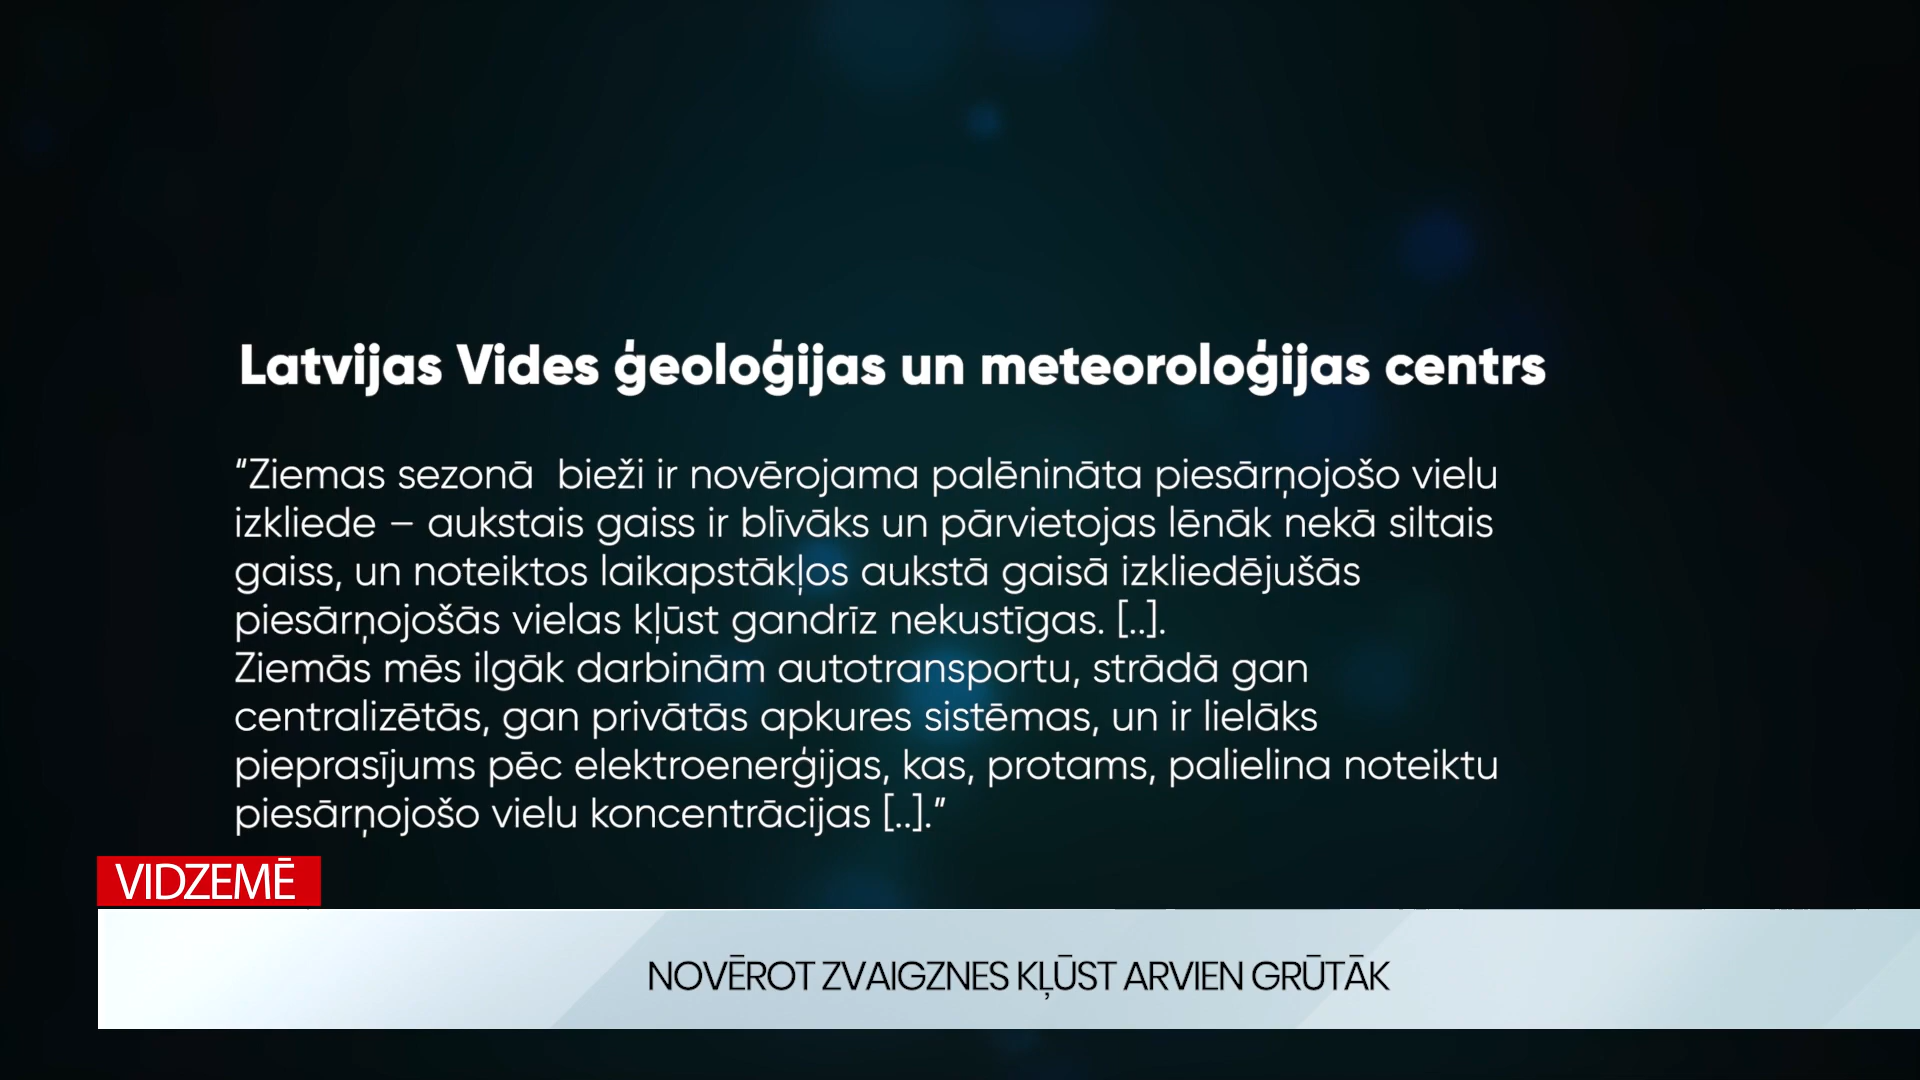 Latvijas Vides ģeoloģijas un meteoroloģijas centrs
“Ziemas sezonā  bieži ir novērojama palēnināta piesārņojošo vielu
izkliede – aukstais gaiss ir blīvāks un pārvietojas lēnāk nekā siltais
gaiss, un noteiktos laikapstākļos aukstā gaisā izkliedējušās
piesārņojošās vielas kļūst gandrīz nekustīgas. [..].
Ziemās mēs ilgāk darbinām autotransportu, strādā gan
centralizētās, gan privātās apkures sistēmas, un ir lielāks
pieprasījums pēc elektroenerģijas, kas, protams, palielina noteiktu
piesārņojošo vielu koncentrācijas [..].”
VIDZEMĒ
NOVĒROT ZVAIGZNES KĻŪST ARVIEN GRŪTĀK